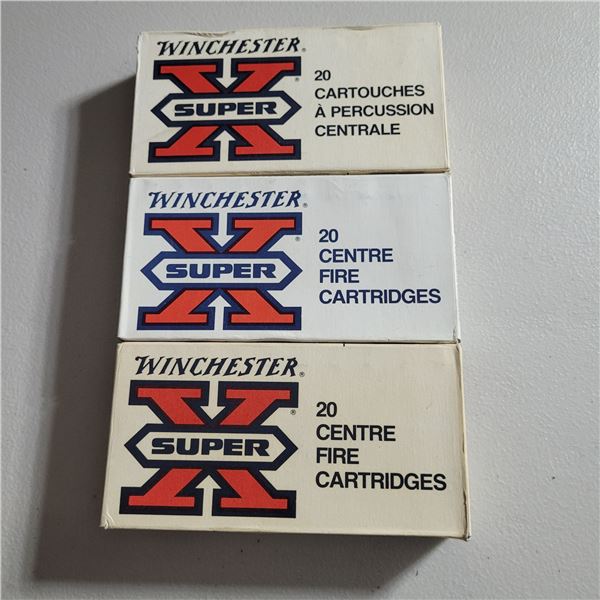 WINCHESTER®
X SUPER ®
20
CARTOUCHES
À PERCUSSION
CENTRALE
WINCHESTER®
X SUPER ®
20
CENTRE
FIRE
CARTRIDGES
WINCHESTER®
X SUPER ®
20
CENTRE
FIRE
CARTRIDGES